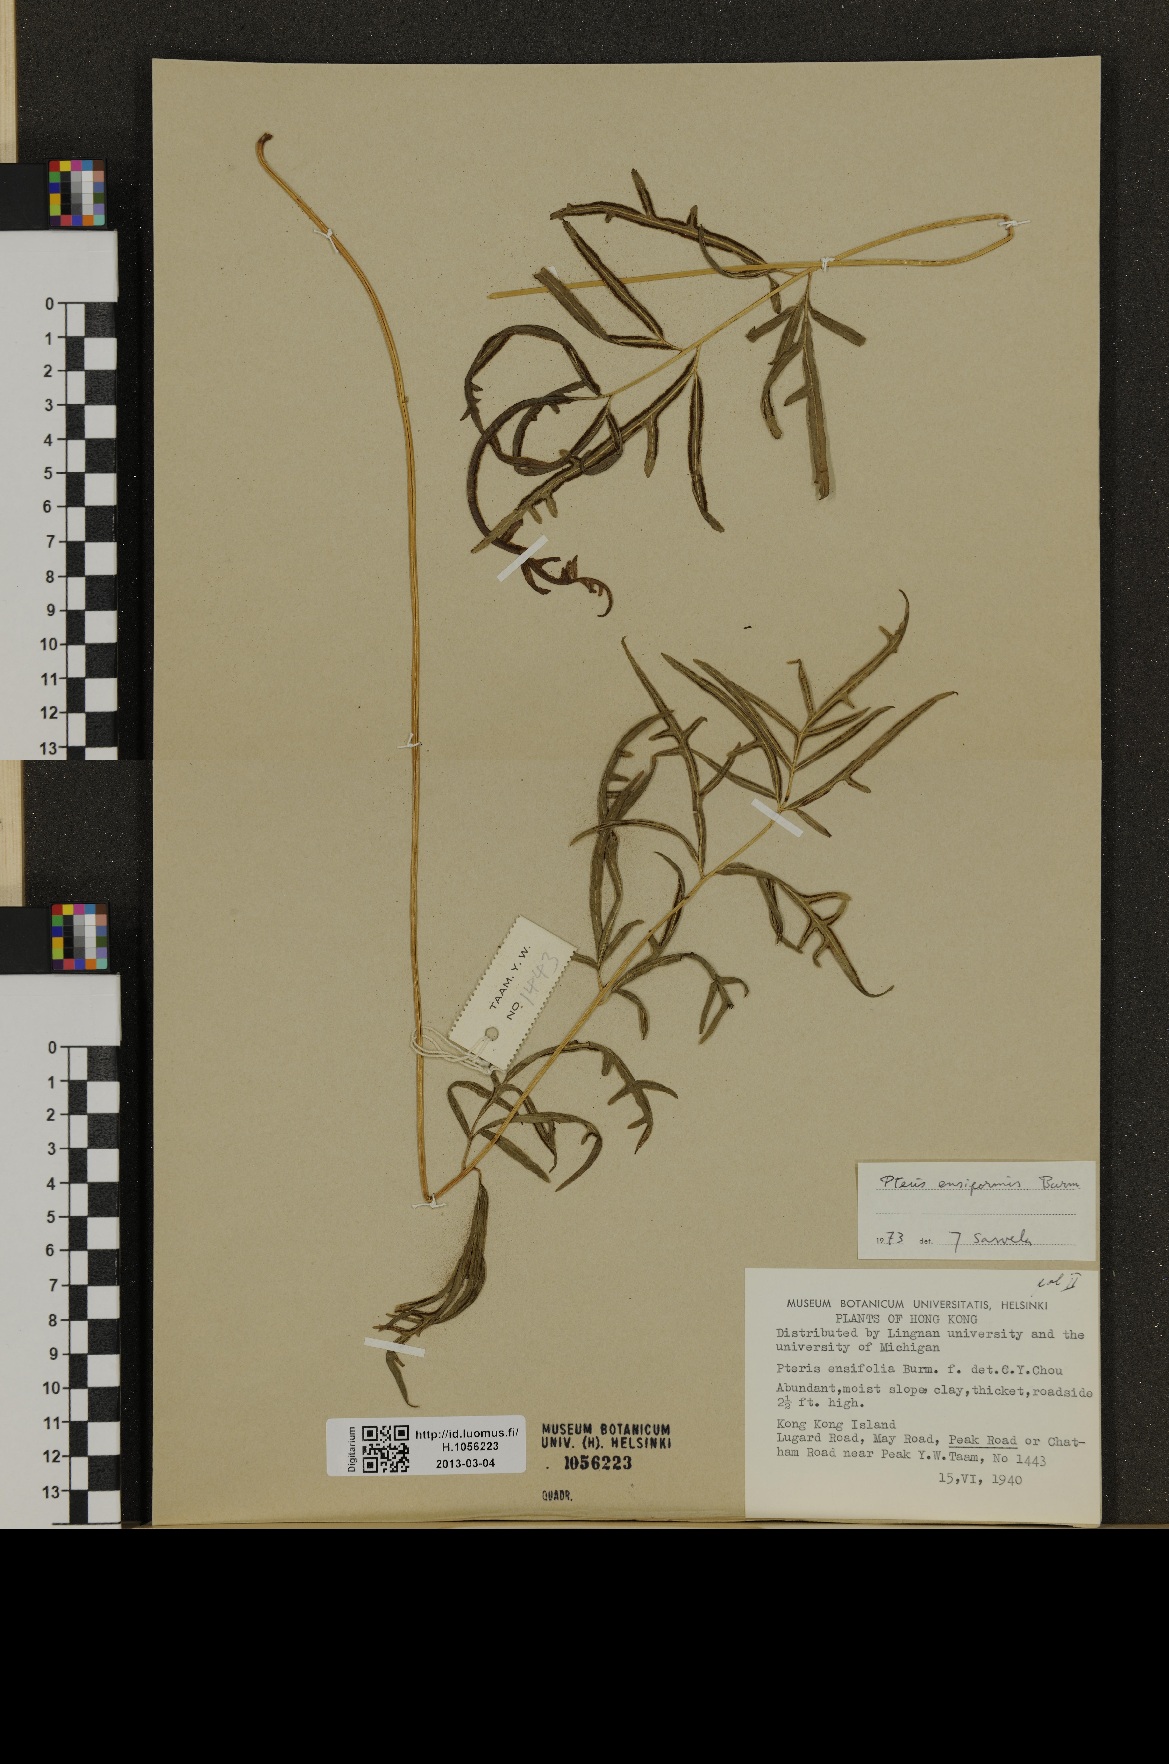 0
1
2
3
4
5
6
7
8
9
10
11
12
13
0
1
2
3
4
5
6
7
8
9
10
11
12
13
TAAM. Y. W.
NO. 1443
Pteris ensiformis Burm
1973 det. J Sarvela
col II
MUSEUM BOTANICUM UNIVERSITATIS, HELSINKI
PLANTS OF HONG KONG
Distributed by Lingnan university and the
university of Michigan
Pteris ensifolia Burm. f. det.C.Y.Chou
Abundant,moist slope clay,thicket,roadside
2½ ft. high.
Kong Kong Island
Lugard Road, May Road, Peak Road or Chat-
ham Road near Peak Y.W.Taam, No 1443
15,VI, 1940
Digitarium
http://id.luomus.fi/
H.1056223
2013-03-04
MUSEUM BOTANICUM
UNIV. (H). HELSINKI
1056223
QUADR.